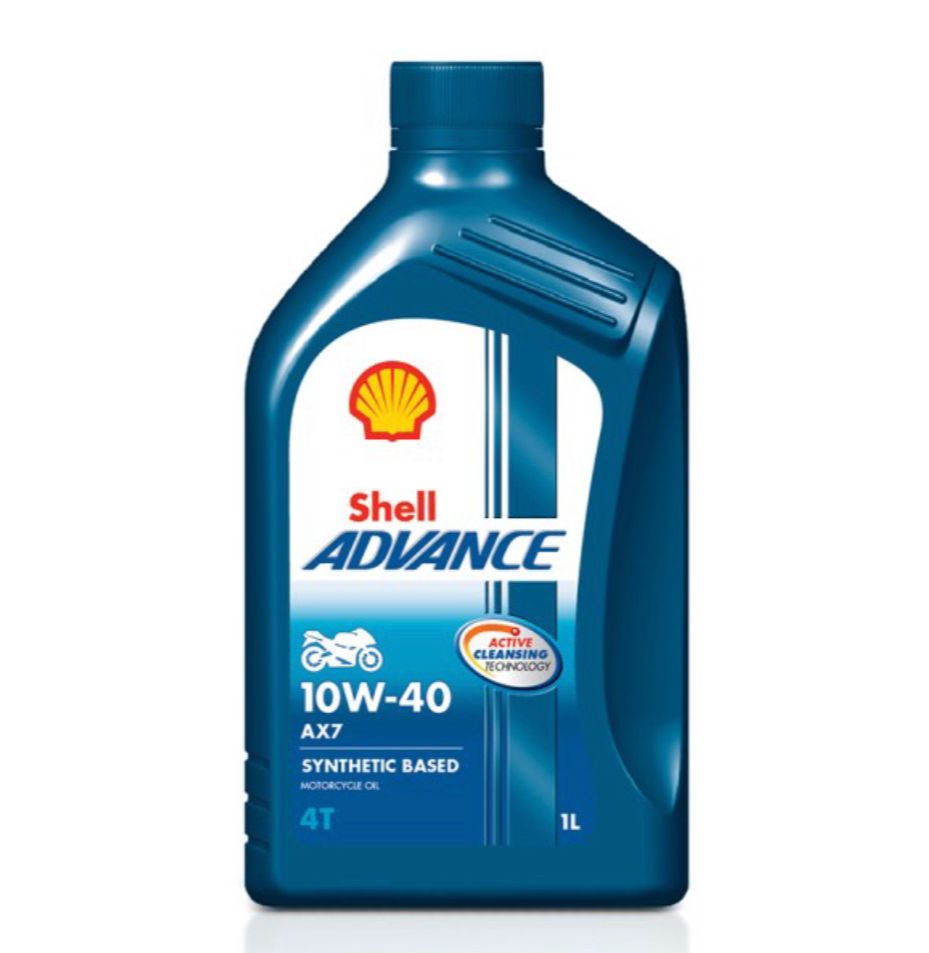 Shell
ADVANCE
ACTIVE
CLEANSING
TECHNOLOGY
10W-40
AX7
SYNTHETIC BASED
MOTORCYCLE OIL
4T
1L